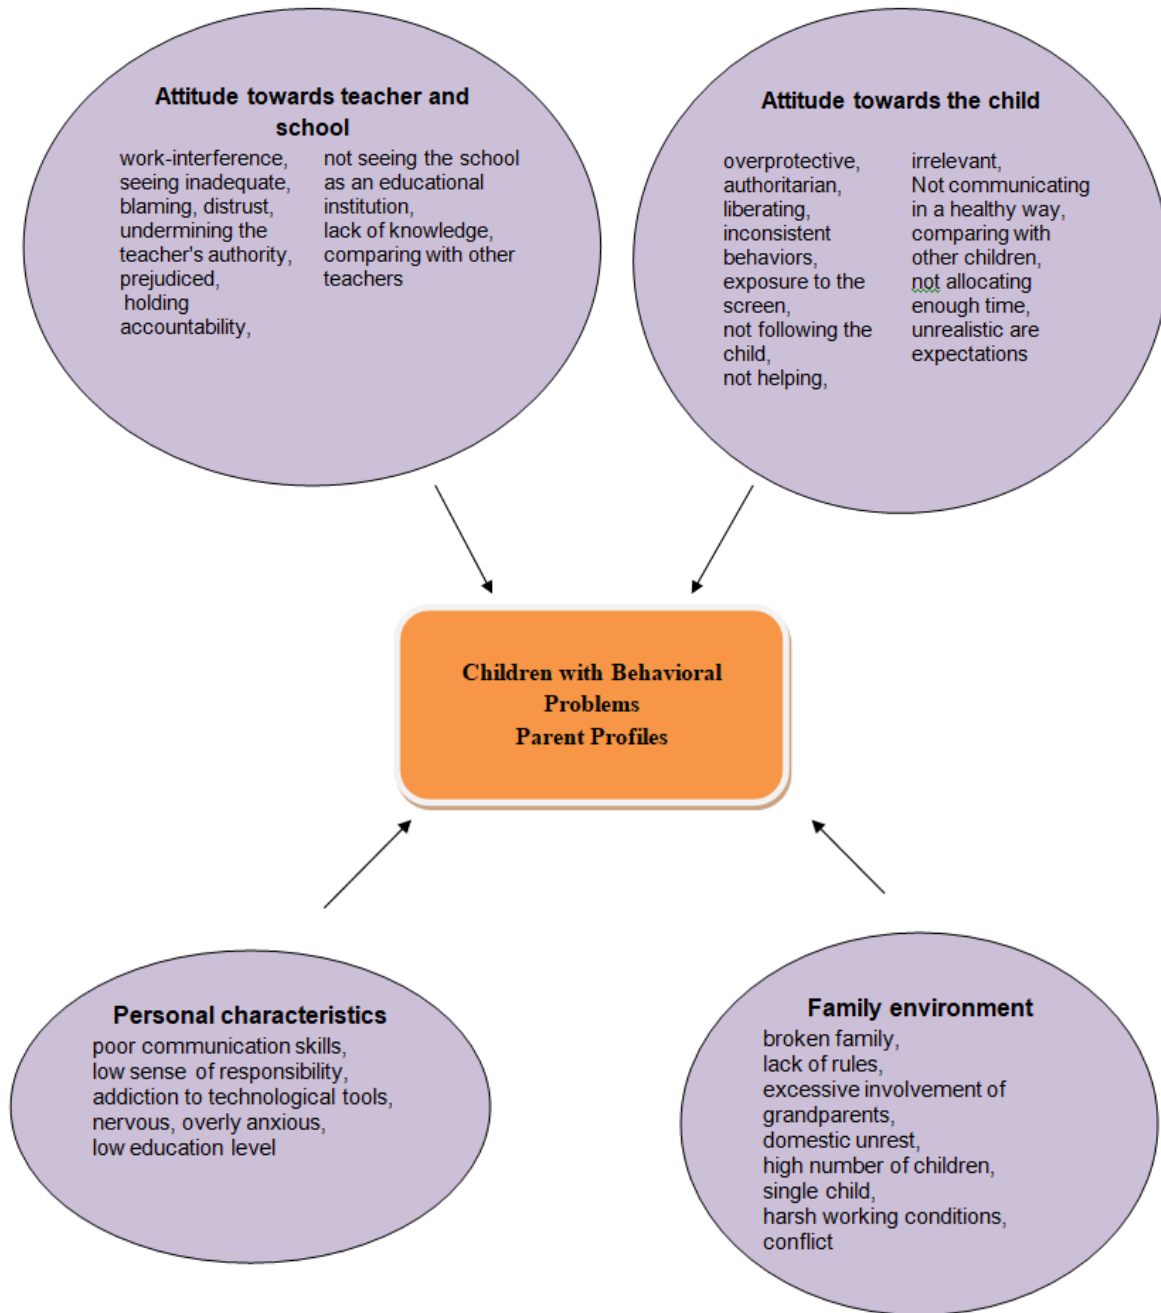 Attitude towards teacher and
school
work-interference,
seeing inadequate,
blaming, distrust,
undermining the
teacher's authority,
prejudiced,
holding
accountability,
not seeing the school
as an educational
institution,
lack of knowledge,
comparing with other
teachers
Attitude towards the child
overprotective,
authoritarian,
liberating,
inconsistent
behaviors,
exposure to the
screen,
not following the
child,
not helping,
irrelevant,
Not communicating
in a healthy way,
comparing with
other children,
not allocating
enough time,
unrealistic are
expectations
Children with Behavioral
Problems
Parent Profiles
Personal characteristics
poor communication skills,
low sense of responsibility,
addiction to technological tools,
nervous, overly anxious,
low education level
Family environment
broken family,
lack of rules,
excessive involvement of
grandparents,
domestic unrest,
high number of children,
single child,
harsh working conditions,
conflict